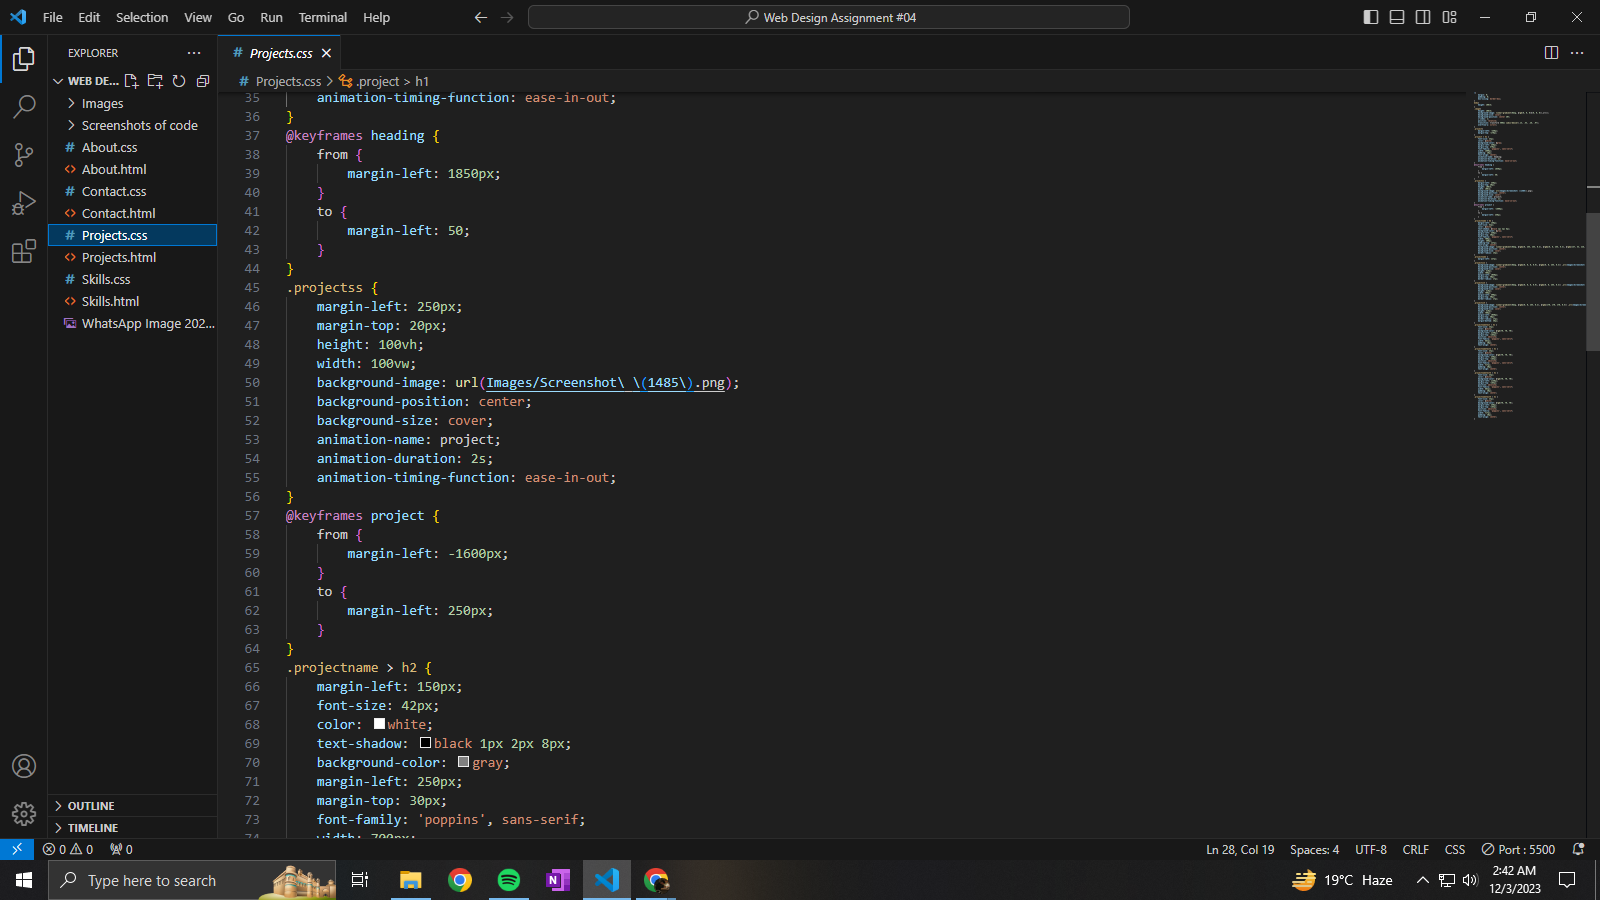 File Edit Selection View Go Run Terminal Help
Web Design Assignment #04
EXPLORER
WEB DE...
Images
Screenshots of code
# About.css
<> About.html
# Contact.css
<> Contact.html
# Projects.css
<> Projects.html
# Skills.css
<> Skills.html
WhatsApp Image 202...
OUTLINE
TIMELINE
# Projects.css
# Projects.css > .project > h1
35 animation-timing-function: ease-in-out;
36 }
37 @keyframes heading {
38 from {
39 margin-left: 1850px;
40 }
41 to {
42 margin-left: 50;
43 }
44 }
45 .projectss {
46 margin-left: 250px;
47 margin-top: 20px;
48 height: 100vh;
49 width: 100vw;
50 background-image: url(Images/Screenshot\ \(1485\).png);
51 background-position: center;
52 background-size: cover;
53 animation-name: project;
54 animation-duration: 2s;
55 animation-timing-function: ease-in-out;
56 }
57 @keyframes project {
58 from {
59 margin-left: -1600px;
60 }
61 to {
62 margin-left: 250px;
63 }
64 }
65 .projectname > h2 {
66 margin-left: 150px;
67 font-size: 42px;
68 color: white;
69 text-shadow: black 1px 2px 8px;
70 background-color: gray;
71 margin-left: 250px;
72 margin-top: 30px;
73 font-family: 'poppins', sans-serif;
74 width: 700px;
0 0 0
Ln 28, Col 19 Spaces: 4 UTF-8 CRLF CSS Port : 5500
Type here to search
N
19°C Haze
2:42 AM
12/3/2023